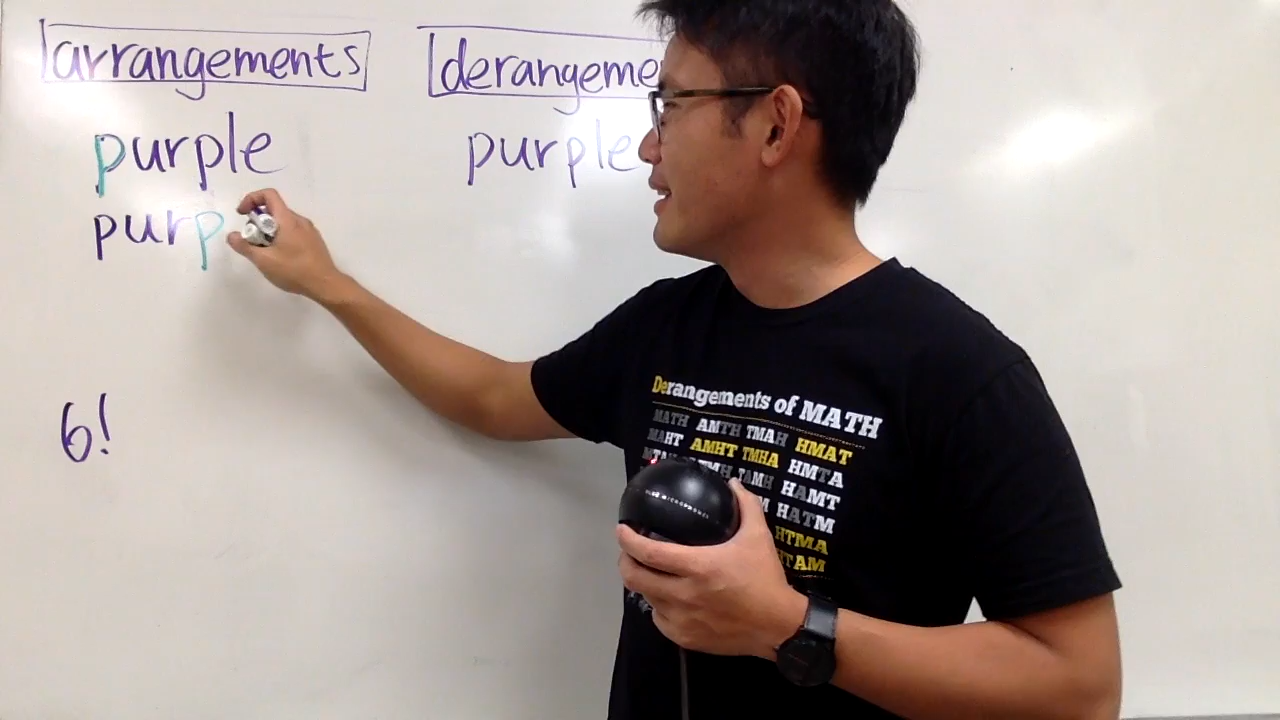 arrangements
derangeme
purple
purple
purp
6!
Derangements of MATH
MATH AMTH TMAH HMAT
MAHT AMHT TMHA HMTA
TAMH HAMT
HATM
HTMA